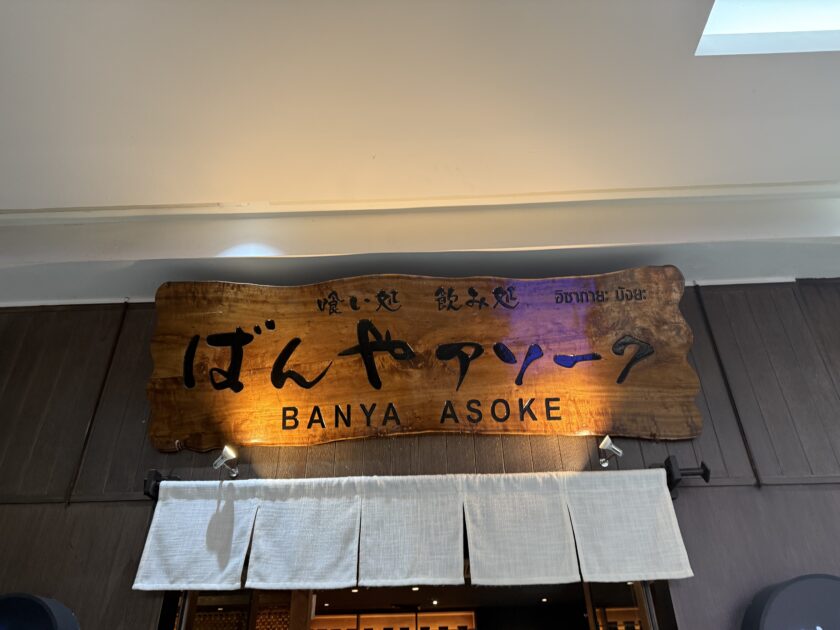 喰い処 飲み処 อิซากายะ บังยะ
ばんや アソーク
BANYA ASOKE